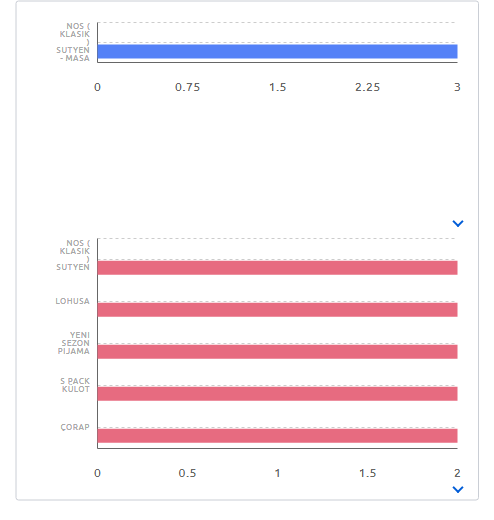 NOS (
KLASIK
)
SUTYEN
- MASA
0 0.75 1.5 2.25 3
NOS (
KLASIK
)
SUTYEN
LOHUSA
YENI
SEZON
PIJAMA
5 PACK
KÜLOT
ÇORAP
0 0.5 1 1.5 2